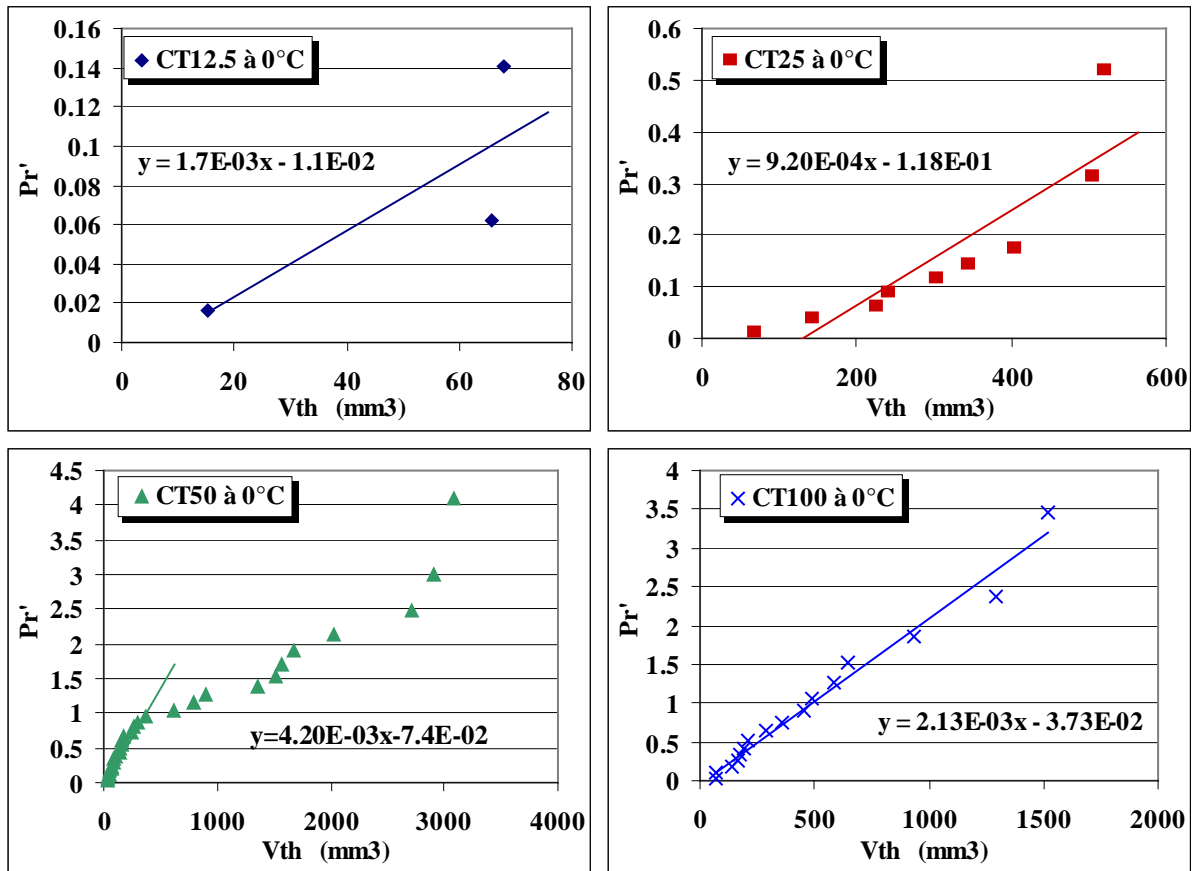 CT12.5 à 0°C
y = 1.7E-03x - 1.1E-02
Pr'
0.16
0.14
0.12
0.1
0.08
0.06
0.04
0.02
0
0 20 40 60 80
Vth (mm3)
CT25 à 0°C
y = 9.20E-04x - 1.18E-01
Pr'
0.6
0.5
0.4
0.3
0.2
0.1
0
0 200 400 600
Vth (mm3)
CT50 à 0°C
y=4.20E-03x-7.4E-02
Pr'
4.5
4
3.5
3
2.5
2
1.5
1
0.5
0
0 1000 2000 3000 4000
Vth (mm3)
CT100 à 0°C
y = 2.13E-03x - 3.73E-02
Pr'
4
3.5
3
2.5
2
1.5
1
0.5
0
0 500 1000 1500 2000
Vth (mm3)